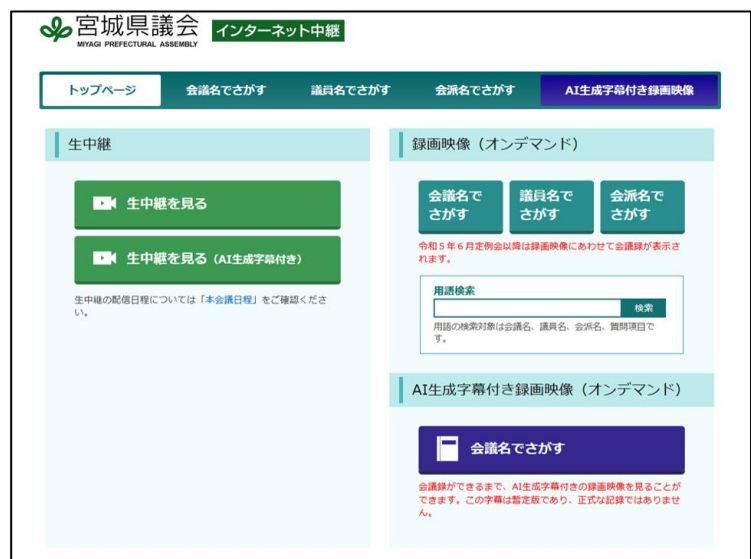 宮城県議会 インターネット中継
MIYAGI PREFECTURAL ASSEMBLY
トップページ 会議名でさがす 議員名でさがす 会派名でさがす AI生成字幕付き録画映像
生中継
生中継を見る
生中継を見る（AI生成字幕付き）
生中継の配信日程については「本会議日程」をご確認くださ
い。
録画映像（オンデマンド）
会議名で
さがす
議員名で
さがす
会派名で
さがす
令和５年６月定例会以降は録画映像にあわせて会議録が表示さ
れます。
用語検索
検索
用語の検索対象は会議名、議員名、会派名、質問項目で
す。
AI生成字幕付き録画映像（オンデマンド）
会議名でさがす
会議録ができるまで、AI生成字幕付きの録画映像を見ることが
できます。この字幕は暫定版であり、正式な記録ではありませ
ん。